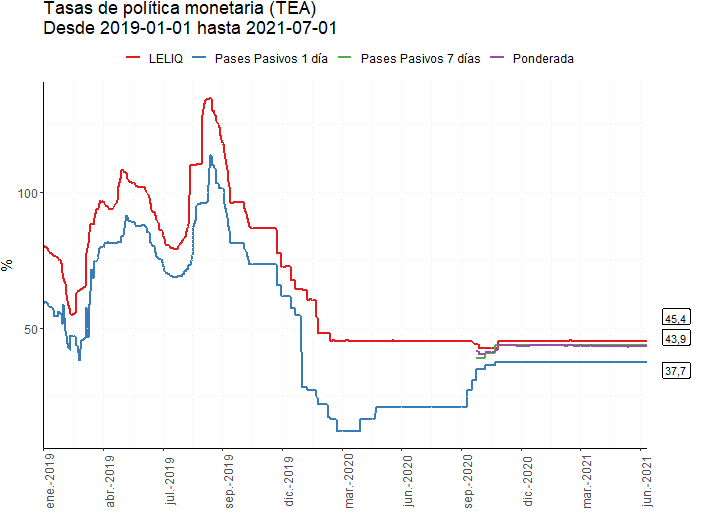 Tasas de política monetaria (TEA)
Desde 2019-01-01 hasta 2021-07-01
LELIQ Pases Pasivos 1 día Pases Pasivos 7 días Ponderada
%
100
50
45,4
43,9
37,7
ene.-2019 abr.-2019 jul.-2019 sep.-2019 dic.-2019 mar.-2020 jun.-2020 sep.-2020 dic.-2020 mar.-2021 jun.-2021